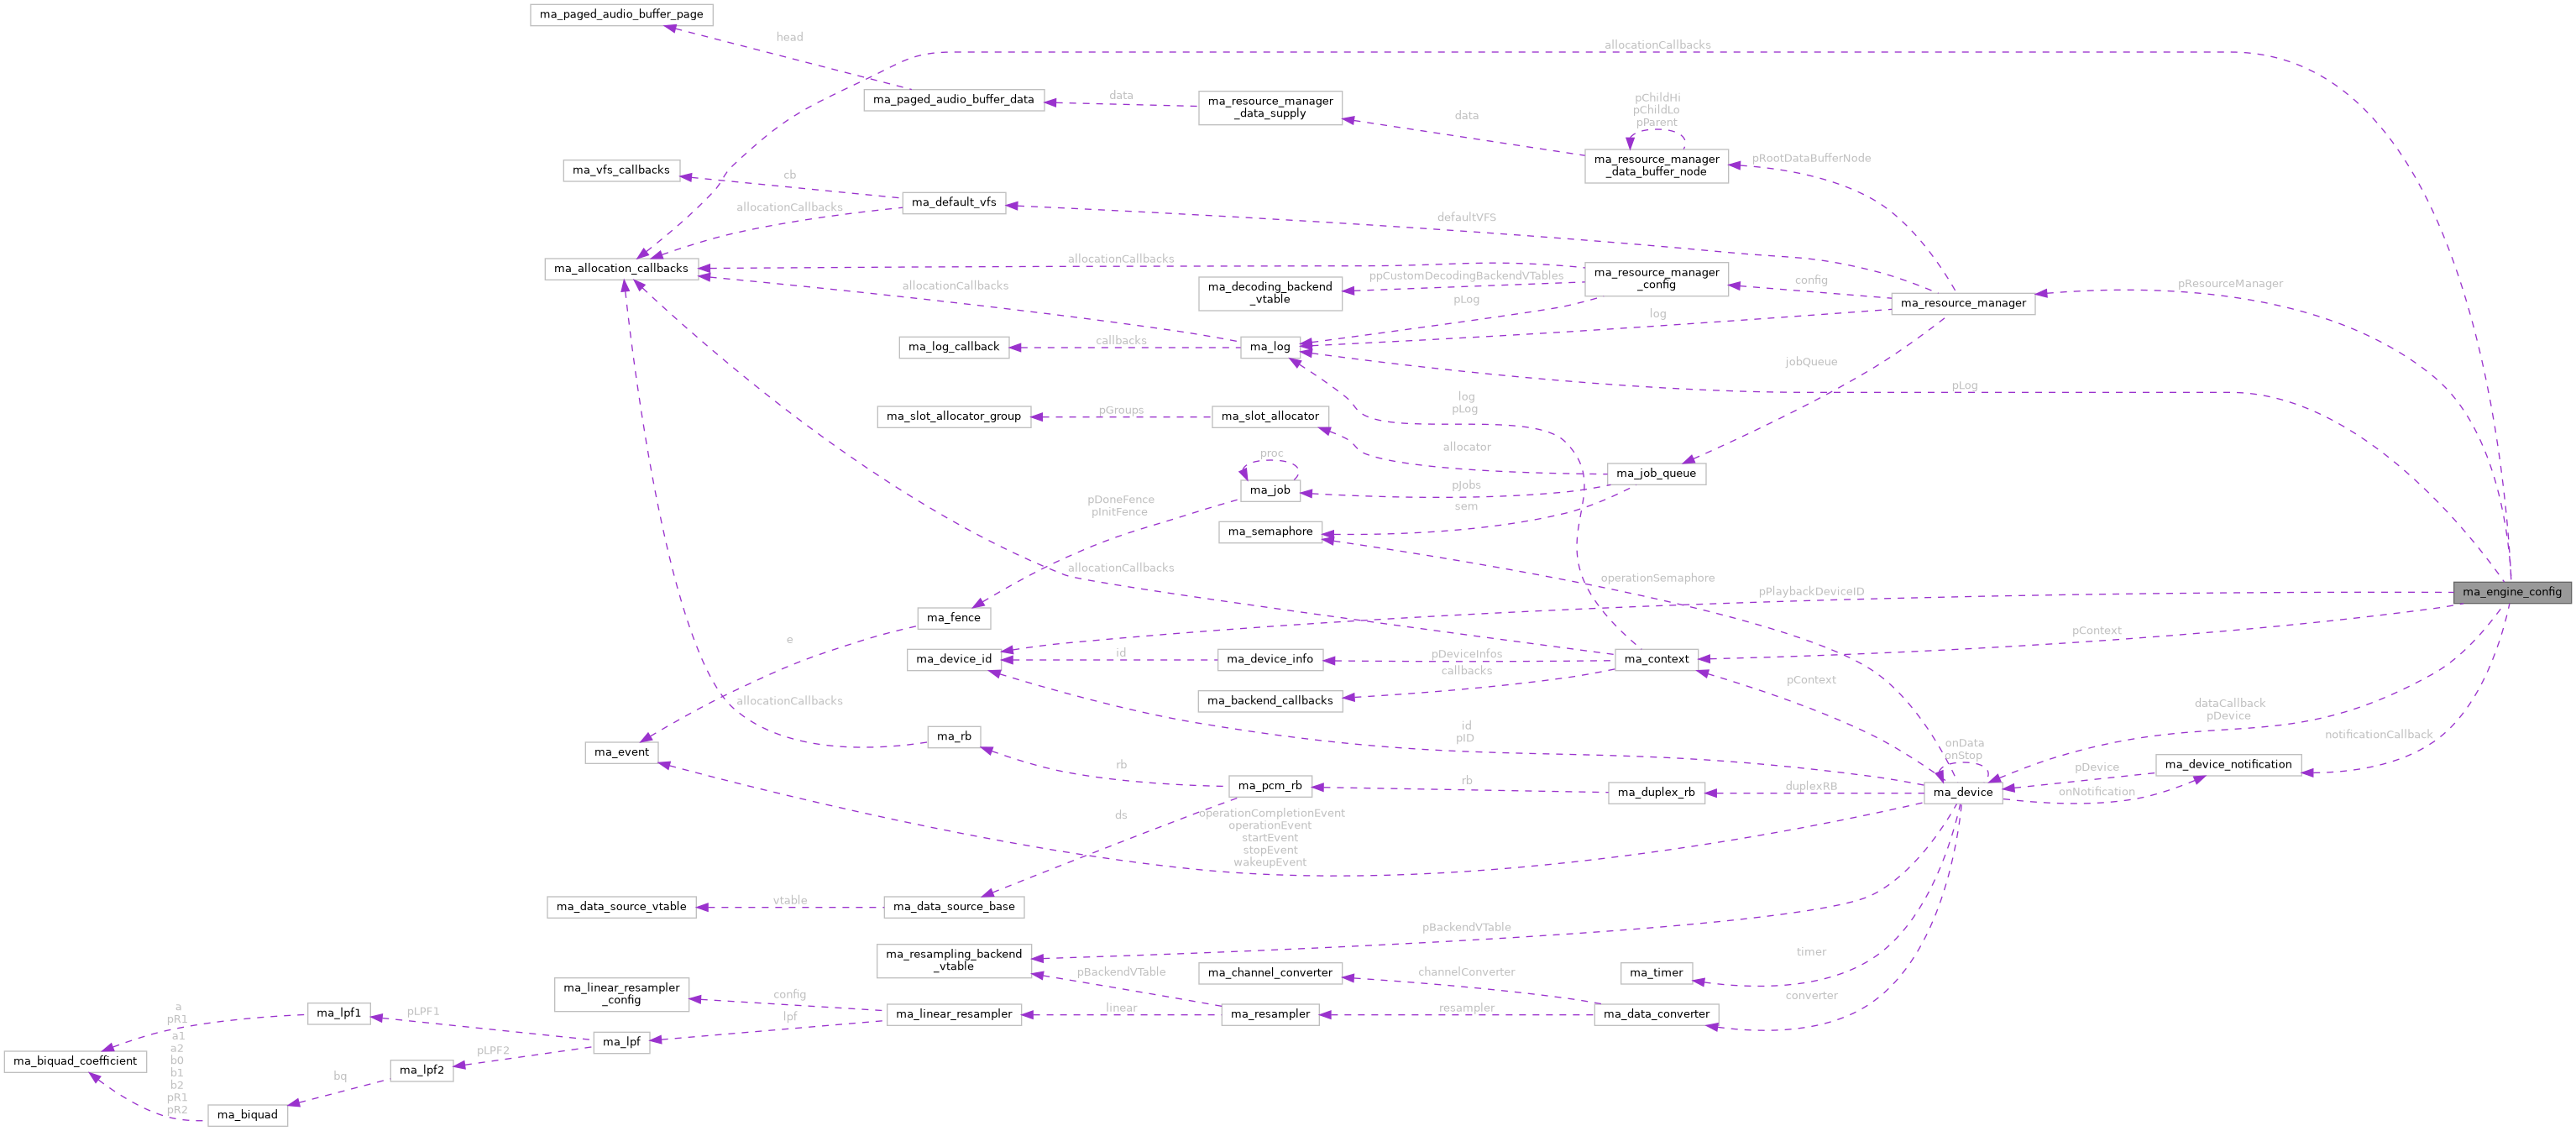 ma_paged_audio_buffer_page
head
allocationCallbacks
ma_paged_audio_buffer_data
data
ma_resource_manager
_data_supply
data
pChildHi
pChildLo
pParent
ma_resource_manager
_data_buffer_node
pRootDataBufferNode
ma_vfs_callbacks
cb
allocationCallbacks
ma_default_vfs
defaultVFS
ma_allocation_callbacks
allocationCallbacks
allocationCallbacks
ma_decoding_backend
_vtable
ppCustomDecodingBackendVTables
pLog
ma_resource_manager
_config
config
log
ma_resource_manager
pResourceManager
ma_log_callback
callbacks
ma_log
jobQueue
pLog
log
pLog
ma_slot_allocator_group
pGroups
ma_slot_allocator
allocator
proc
ma_job
pJobs
sem
ma_job_queue
pDoneFence
pInitFence
ma_semaphore
operationSemaphore
allocationCallbacks
pPlaybackDeviceID
ma_engine_config
ma_fence
e
ma_device_id
id
ma_device_info
pDeviceInfos
callbacks
ma_context
pContext
pContext
ma_backend_callbacks
allocationCallbacks
ma_rb
ma_event
id
pID
dataCallback
pDevice
notificationCallback
onData
onStop
rb
ma_pcm_rb
rb
ma_duplex_rb
duplexRB
ma_device
pDevice
onNotification
ma_device_notification
ds
operationCompletionEvent
operationEvent
startEvent
stopEvent
wakeupEvent
ma_data_source_vtable
vtable
ma_data_source_base
pBackendVTable
ma_resampling_backend
_vtable
pBackendVTable
ma_channel_converter
channelConverter
ma_timer
timer
converter
ma_linear_resampler
_config
config
lpf
ma_linear_resampler
linear
ma_resampler
resampler
ma_data_converter
a
pR1
ma_lpf1
pLPF1
ma_lpf
ma_biquad_coefficient
a1
a2
b0
b1
b2
pR1
pR2
pLPF2
ma_lpf2
bq
ma_biquad